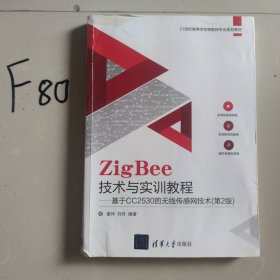 F80
21世纪高等学校物联网专业规划教材
ZigBee
技术与实训教程
——基于CC2530的无线传感网技术(第2版)
姜仲 刘丹 编著
清华大学出版社